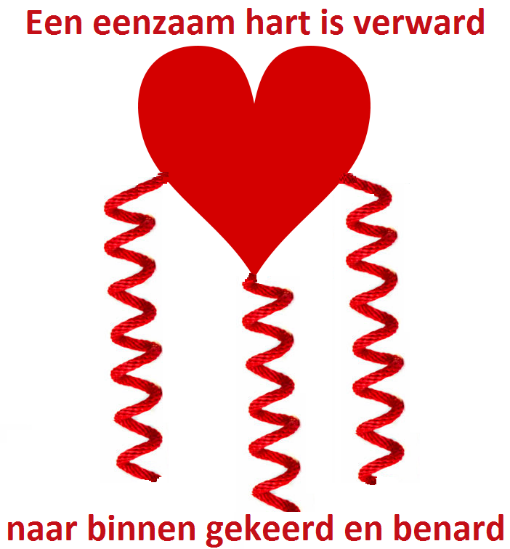 Een eenzaam hart is verward
naar binnen gekeerd en benard